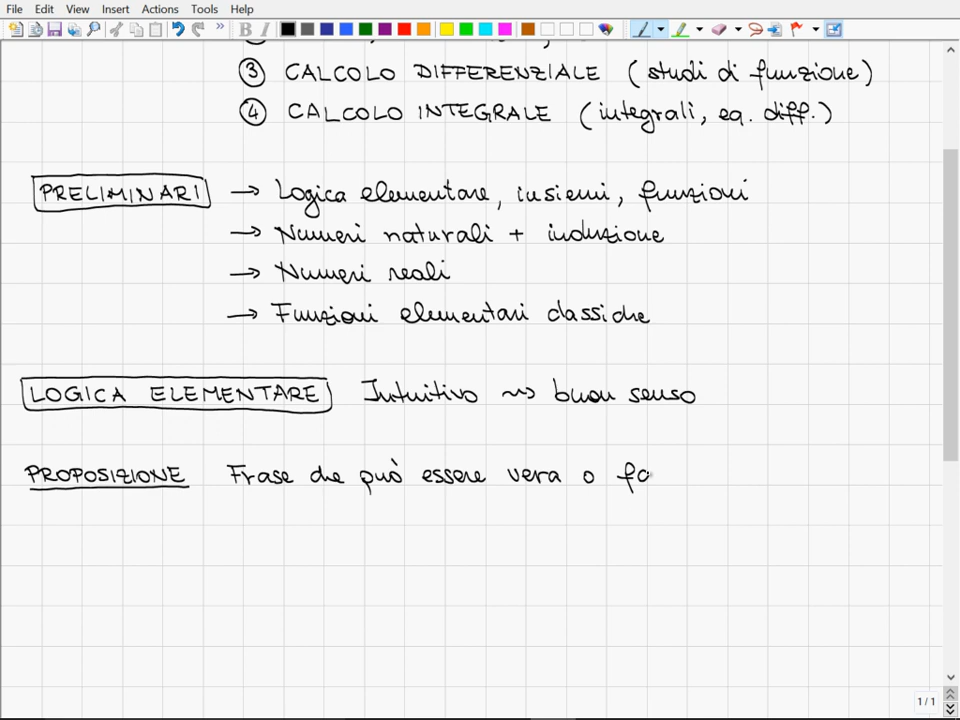 File Edit View Insert Actions Tools Help
B I
③ CALCOLO DIFFERENZIALE (studi di funzione)
④ CALCOLO INTEGRALE (integrali, eq. diff.)
PRELIMINARI → Logica elementare, insiemi, funzioni
→ Numeri naturali + induzione
→ Numeri reali
→ Funzioni elementari classiche
LOGICA ELEMENTARE Intuitivo ⇝ buon senso
PROPOSIZIONE Frase che può essere vera o fa
1/1